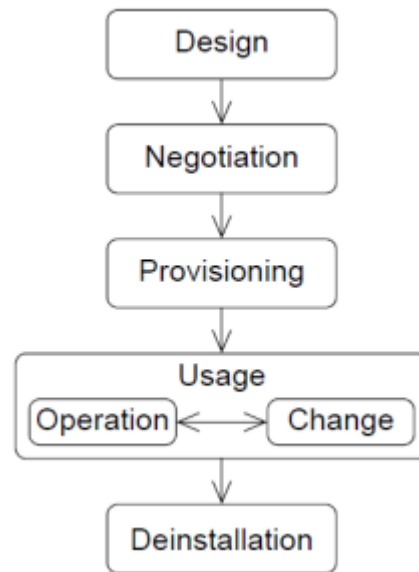 Design
Negotiation
Provisioning
Usage
Operation Change
Deinstallation